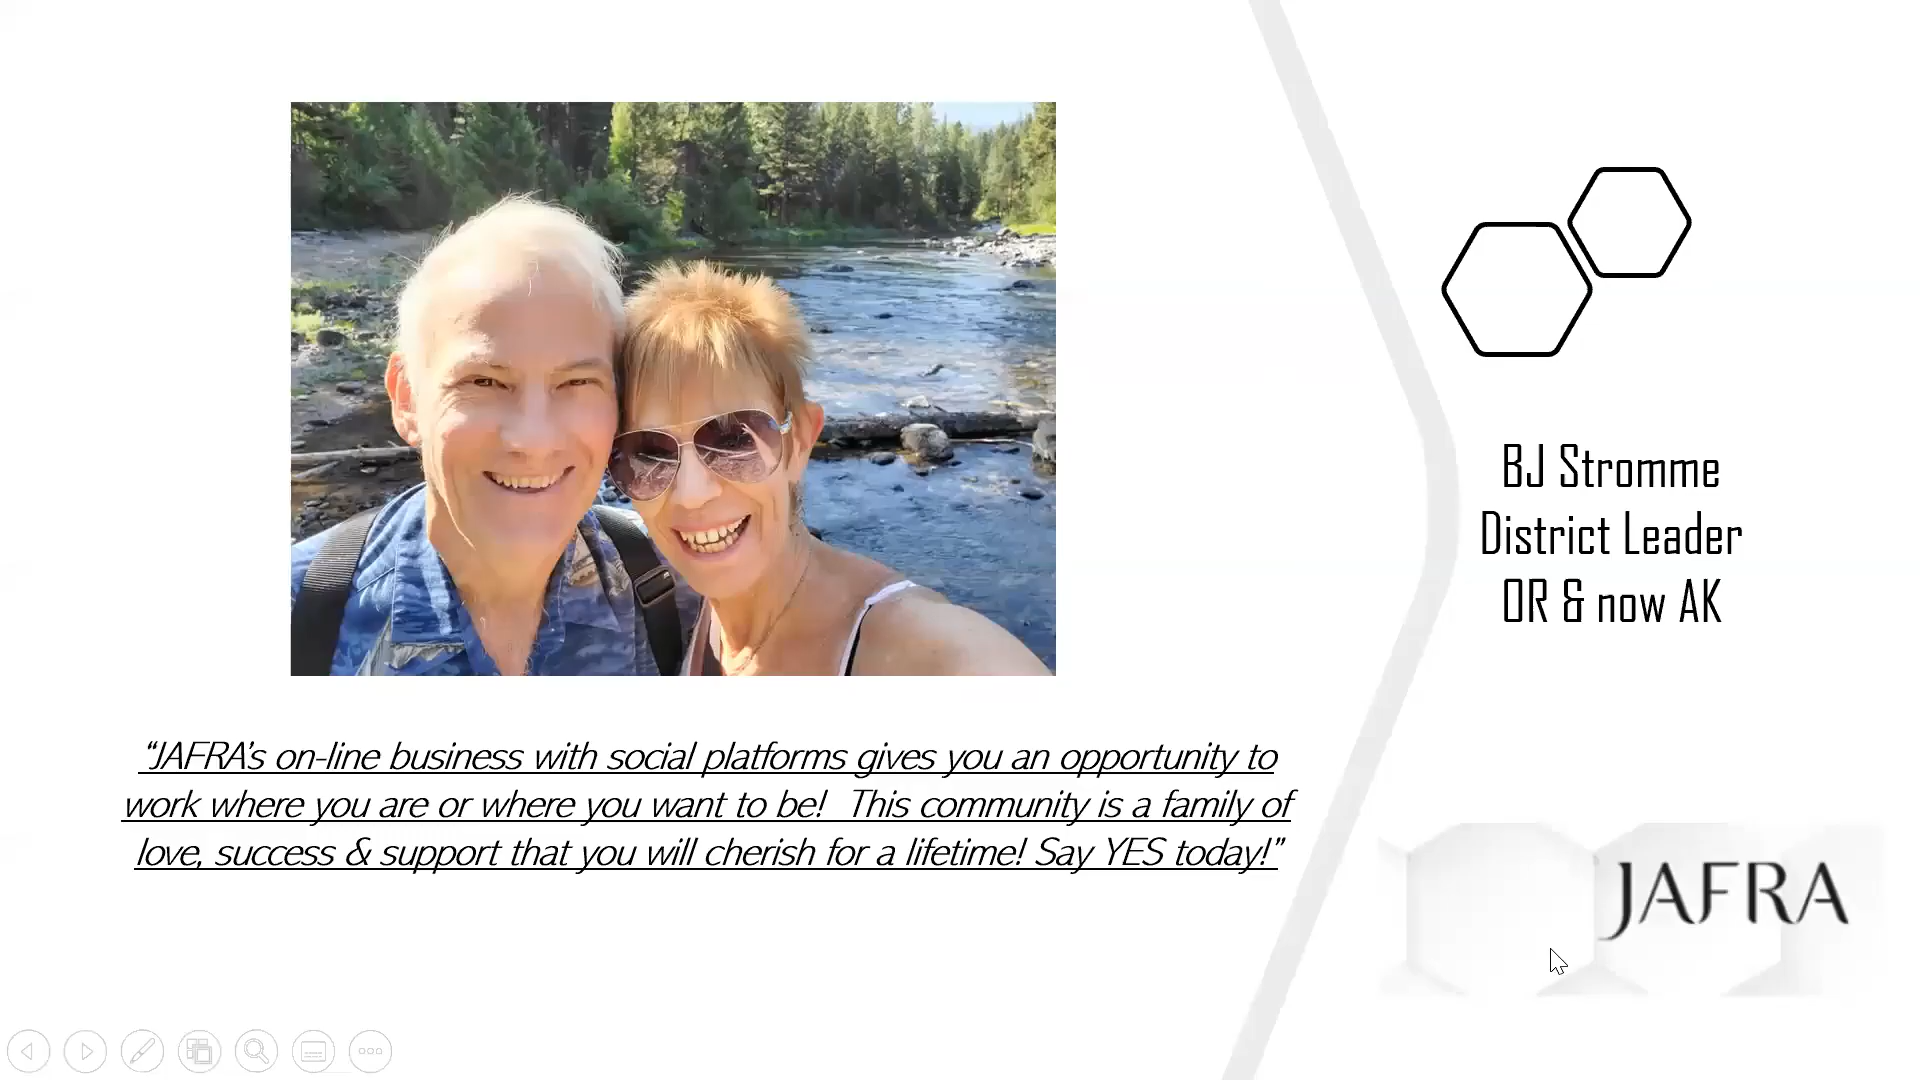 BJ Stromme
District Leader
OR & now AK
“JAFRA’s on-line business with social platforms gives you an opportunity to
work where you are or where you want to be!  This community is a family of
love, success & support that you will cherish for a lifetime! Say YES today!”
JAFRA